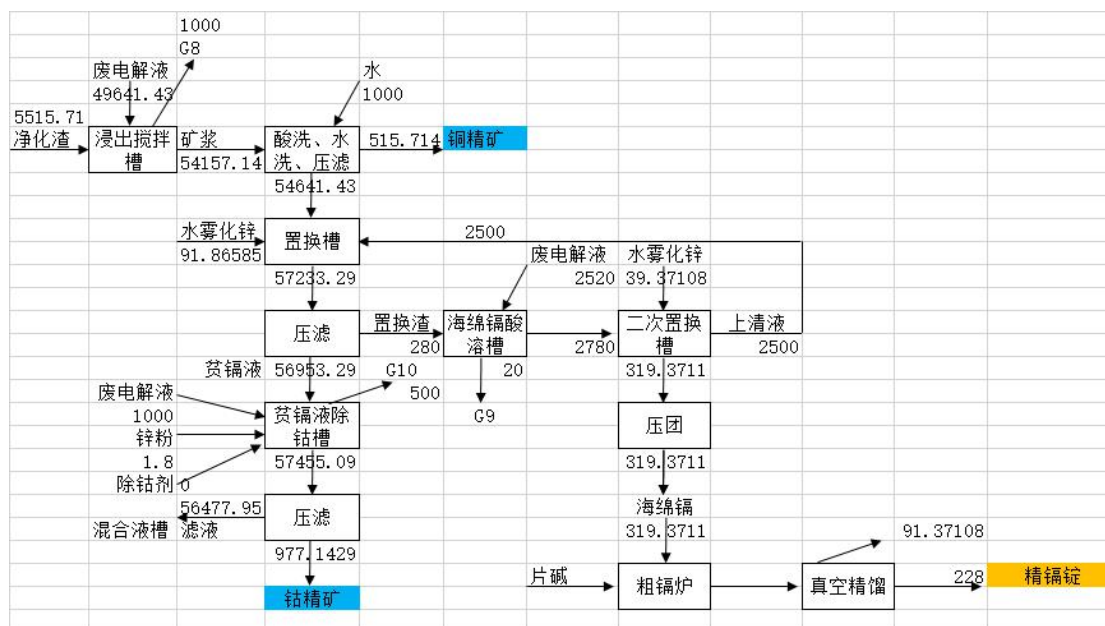 1000
G8
废电解液
水
49641.43
1000
5515.71
净化渣
浸出搅拌
槽
矿浆
54157.14
酸洗、水
洗、压滤
515.714
铜精矿
54641.43
水雾化锌
91.86585
置换槽
2500
废电解液
水雾化锌
57233.29
2520
39.37108
压滤
置换渣
280
海绵镉酸
溶槽
2780
二次置换
槽
上清液
2500
贫镉液
56953.29
G10
20
319.3711
废电解液
500
1000
贫镉液除
钴槽
G9
压团
锌粉
1.8
57455.09
319.3711
除钴剂
0
56477.95
压滤
海绵镉
混合液槽
滤液
319.3711
91.37108
977.1429
片碱
粗镉炉
真空精馏
228
精镉锭
钴精矿